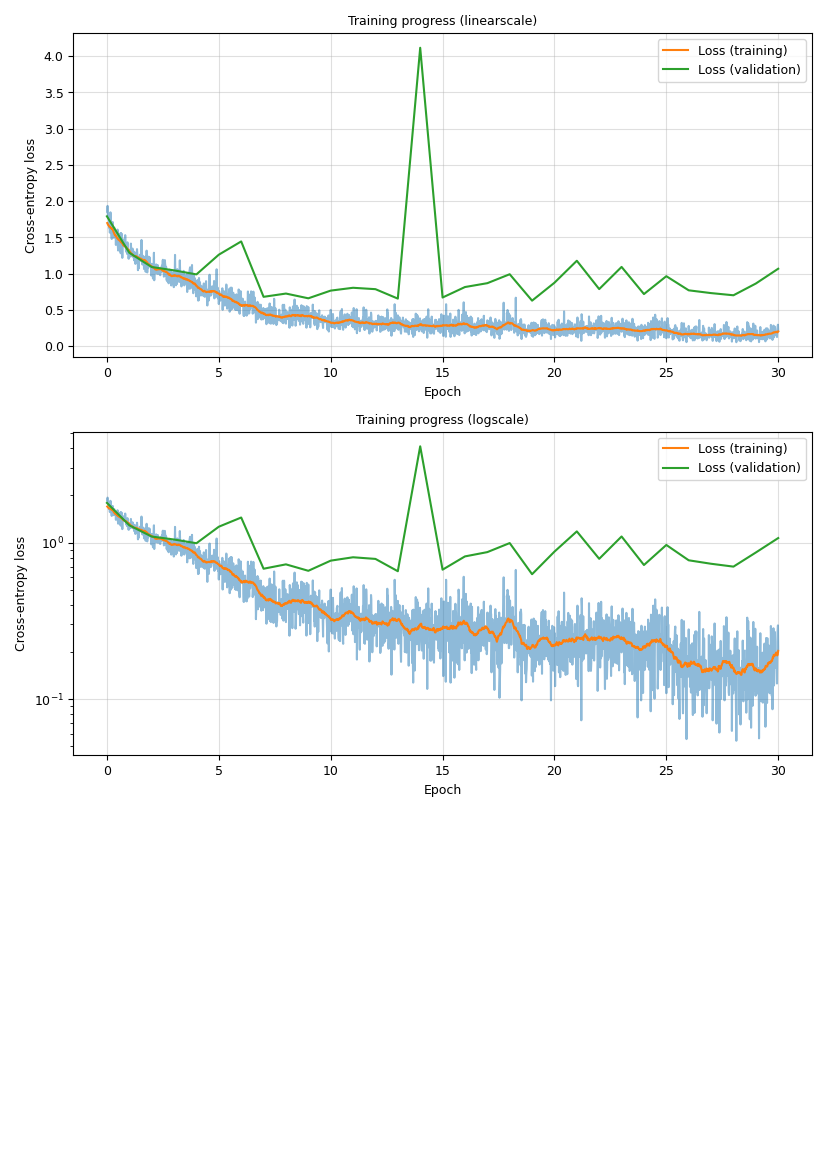 Training progress (linearscale)
Cross-entropy loss
4.0
3.5
3.0
2.5
2.0
1.5
1.0
0.5
0.0
Loss (training)
Loss (validation)
0 5 10 15 20 25 30
Epoch
Training progress (logscale)
Cross-entropy loss
10⁰
10⁻¹
Loss (training)
Loss (validation)
0 5 10 15 20 25 30
Epoch